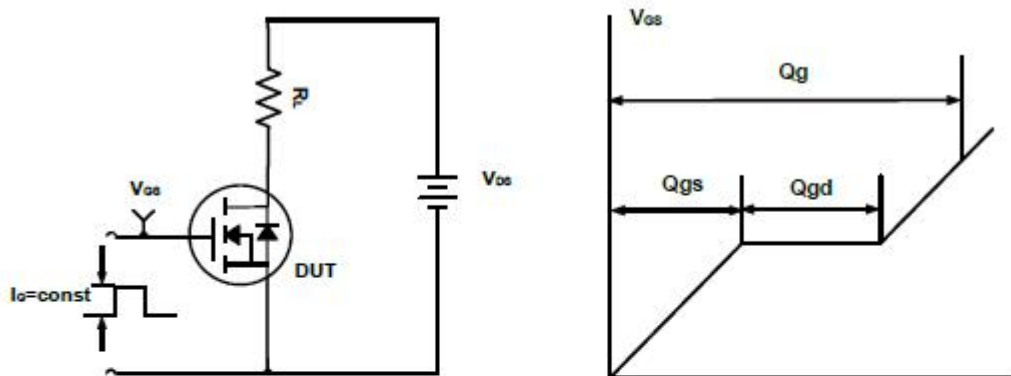 RL
VGS
VDS
DUT
IG=const
VGS
Qg
Qgs
Qgd